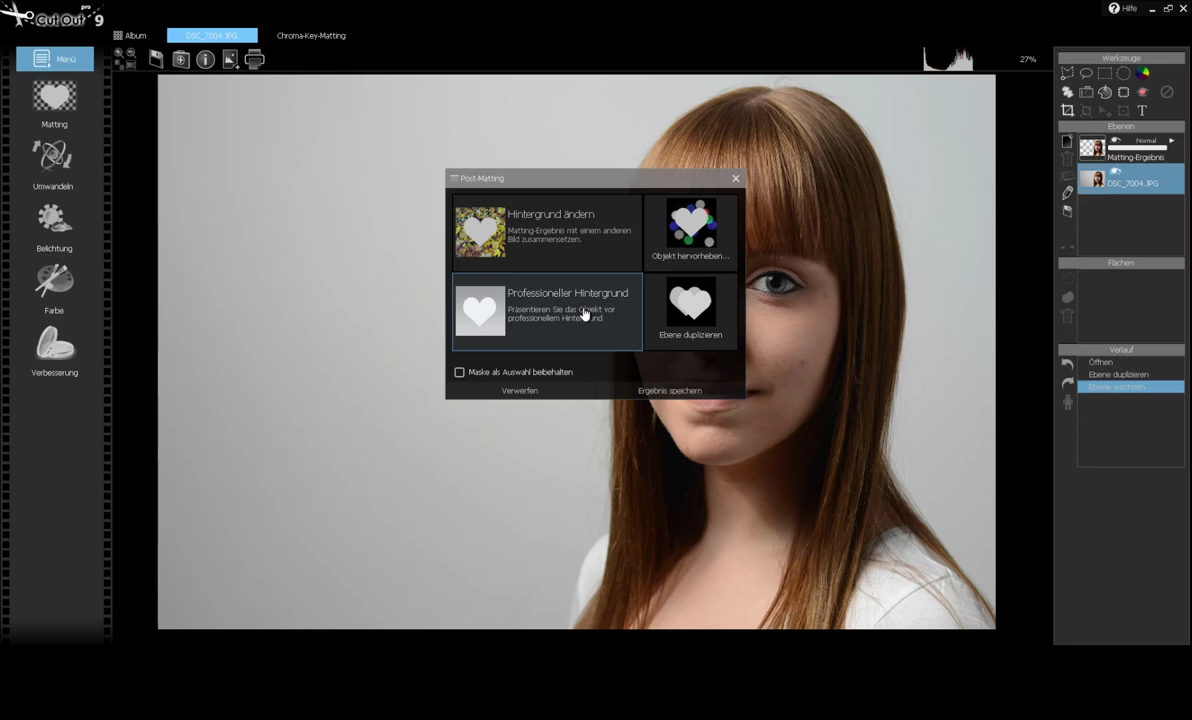 Cut Out pro 9
Hilfe
Album
DSC_7004.JPG
Chroma-Key-Matting
Menü
27%
Matting
Umwandeln
Belichtung
Farbe
Verbesserung
Post-Matting
Hintergrund ändern
Matting-Ergebnis mit einem anderen
Bild zusammensetzen.
Objekt hervorheben...
Professioneller Hintergrund
Präsentieren Sie das Objekt vor
professionellem
Ebene duplizieren
Maske als Auswahl beibehalten
Verwerfen
Ergebnis speichern
Werkzeuge
T
Ebenen
Normal
Matting-Ergebnis
DSC_7004.JPG
Flächen
Verlauf
Öffnen
Ebene duplizieren
Ebene wechseln